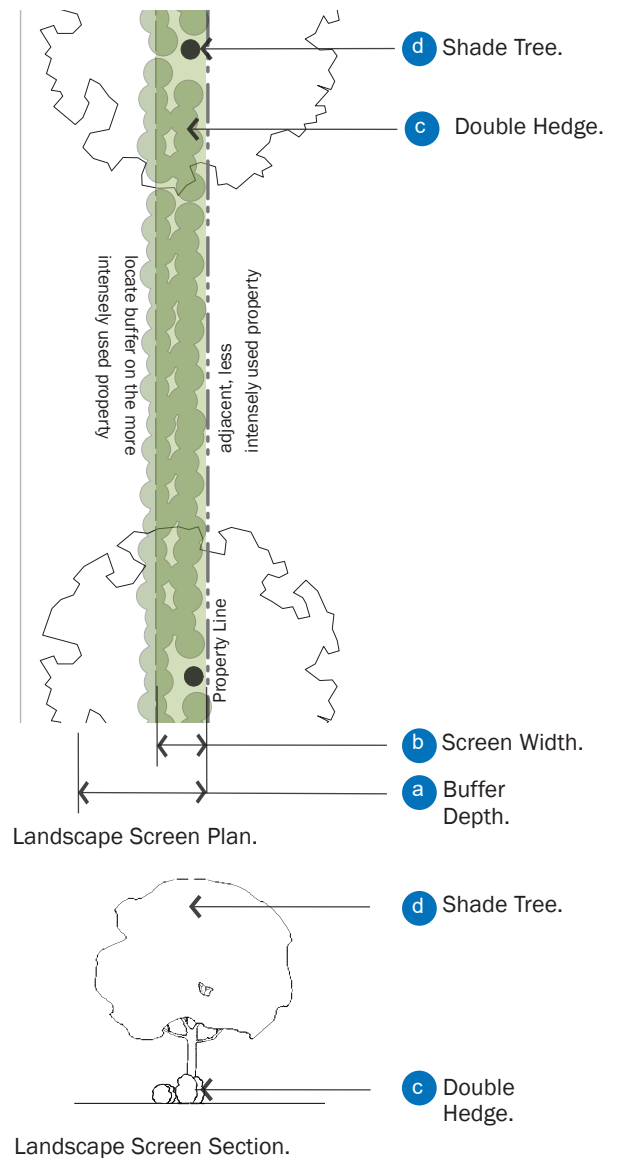 d Shade Tree.
c Double Hedge.
locate buffer on the more
intensely used property
adjacent, less
intensely used property
Property Line
b Screen Width.
a Buffer
Depth.
Landscape Screen Plan.
d Shade Tree.
c Double
Hedge.
Landscape Screen Section.